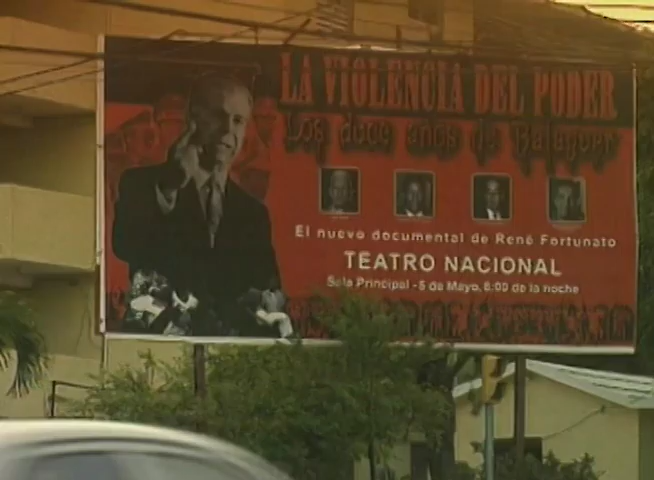 LA VIOLENCIA DEL PODER
Los doce años de Balaguer
El nuevo documental de René Fortunato
TEATRO NACIONAL
Sala Principal - 5 de Mayo, 8:00 de la noche